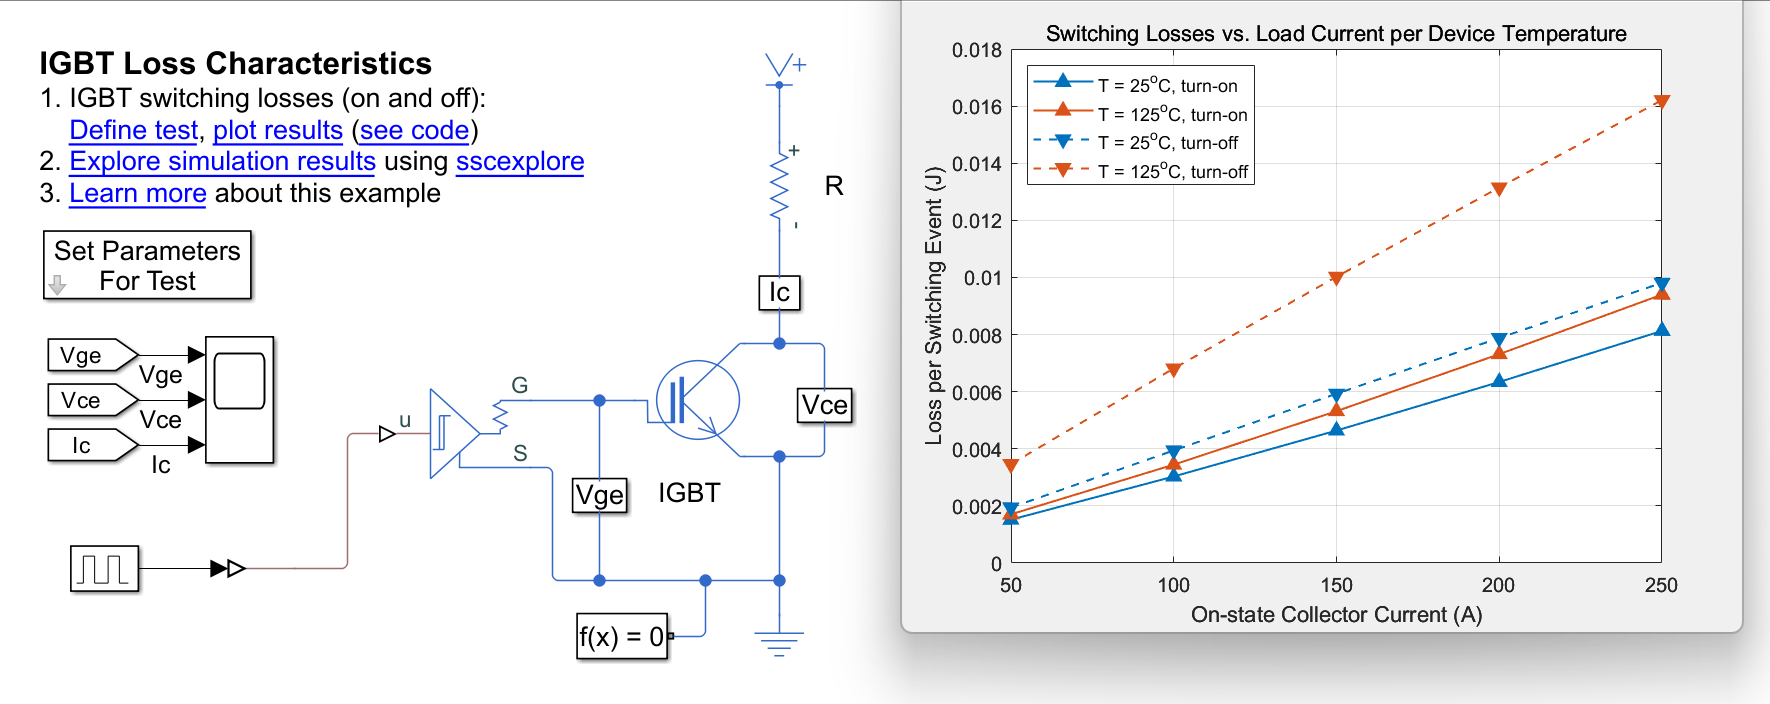 IGBT Loss Characteristics
1. IGBT switching losses (on and off):
Define test, plot results (see code)
2. Explore simulation results using sscexplore
3. Learn more about this example
Set Parameters
For Test
Vge
Vge
Vce
Vce
Ic
Ic
u
G
S
Vge
IGBT
f(x) = 0
+
+
R
-
Ic
Vce
Switching Losses vs. Load Current per Device Temperature
T = 25°C, turn-on
T = 125°C, turn-on
T = 25°C, turn-off
T = 125°C, turn-off
Loss per Switching Event (J)
0.018
0.016
0.014
0.012
0.01
0.008
0.006
0.004
0.002
0
50 100 150 200 250
On-state Collector Current (A)